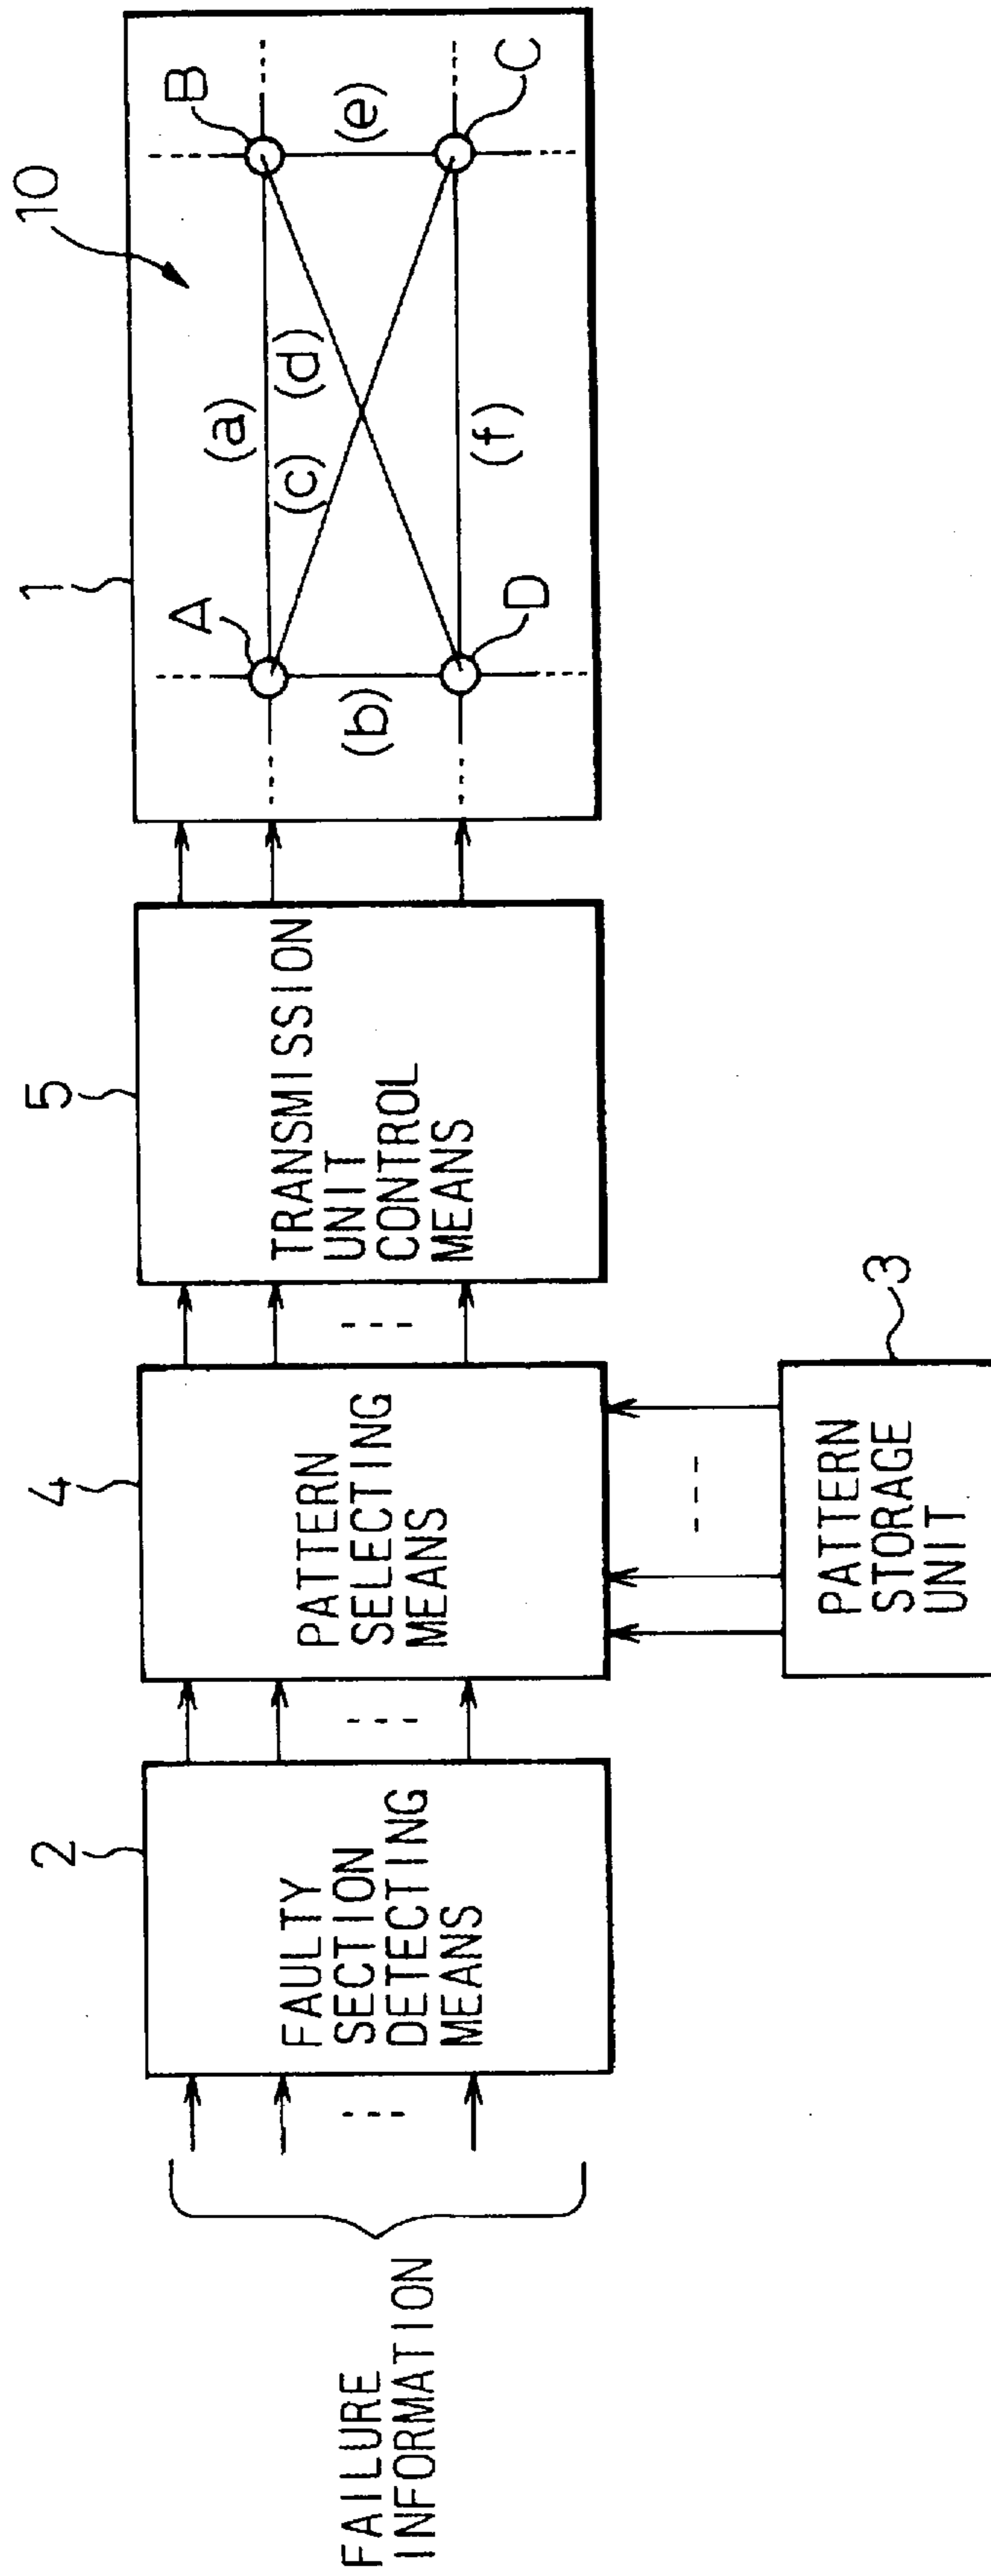 FAILURE
INFORMATION
2
FAULTY
SECTION
DETECTING
MEANS
4
PATTERN
SELECTING
MEANS
3
PATTERN
STORAGE
UNIT
5
TRANSMISSION
UNIT
CONTROL
MEANS
1
10
A
B
(a)
(c)
(d)
(b)
(e)
(f)
D
C